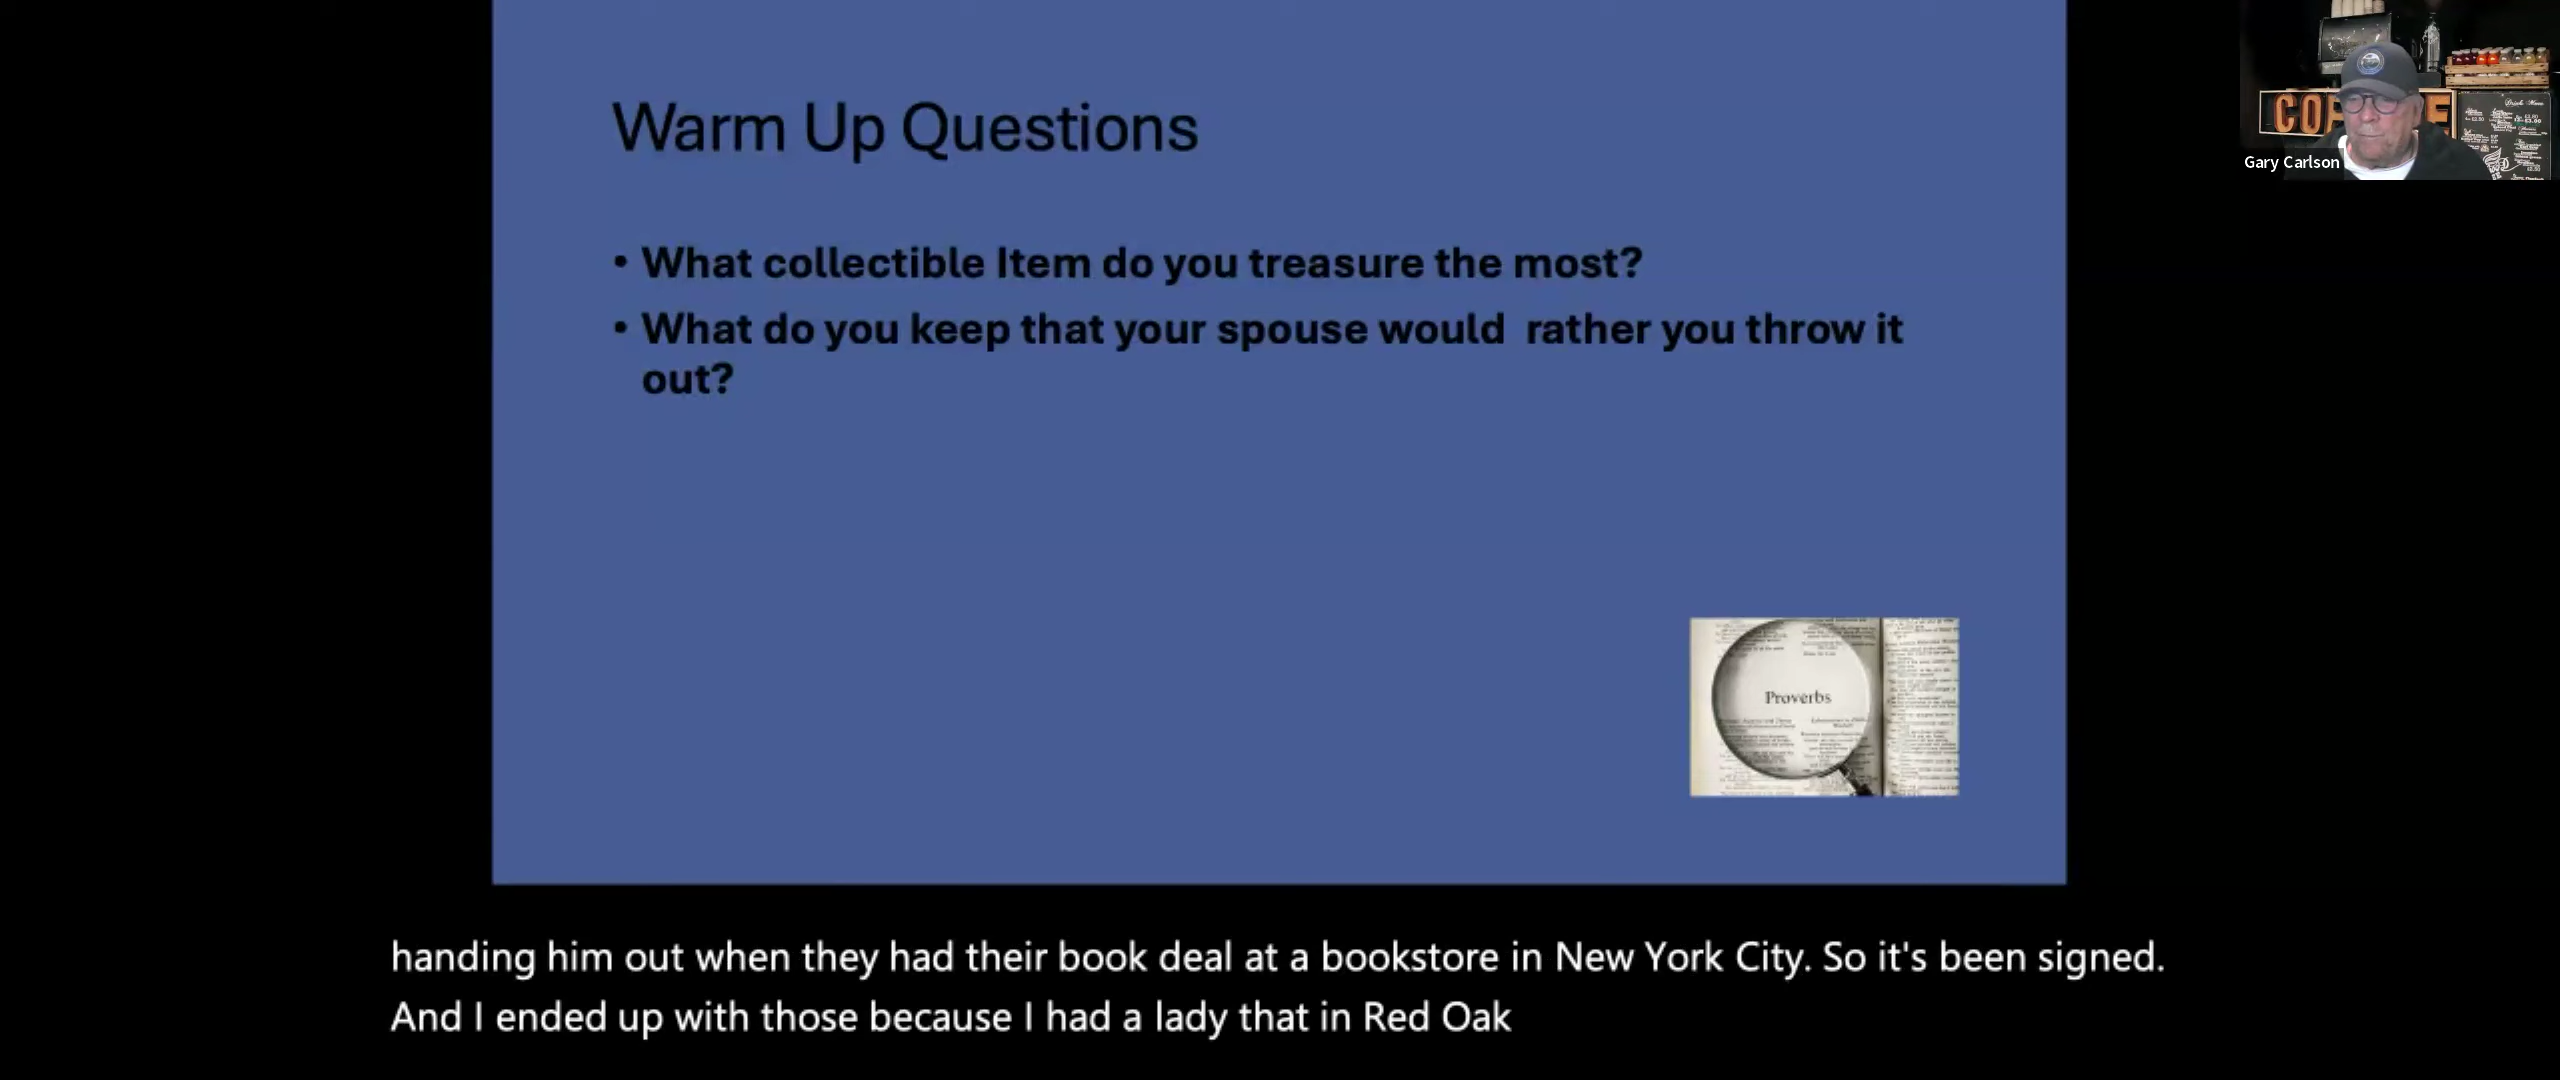 Warm Up Questions
• What collectible Item do you treasure the most?
• What do you keep that your spouse would  rather you throw it
out?
Proverbs
COF E
Gary Carlson
handing him out when they had their book deal at a bookstore in New York City. So it's been signed.
And I ended up with those because I had a lady that in Red Oak